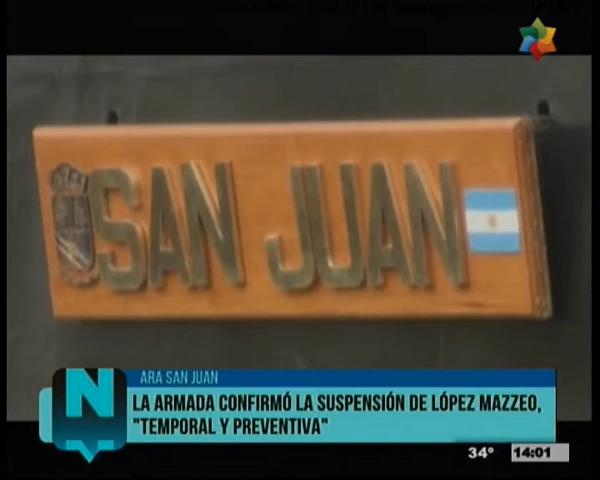 SAN JUAN
N
ARA SAN JUAN
LA ARMADA CONFIRMÓ LA SUSPENSIÓN DE LÓPEZ MAZZEO,
"TEMPORAL Y PREVENTIVA"
34° 14:01